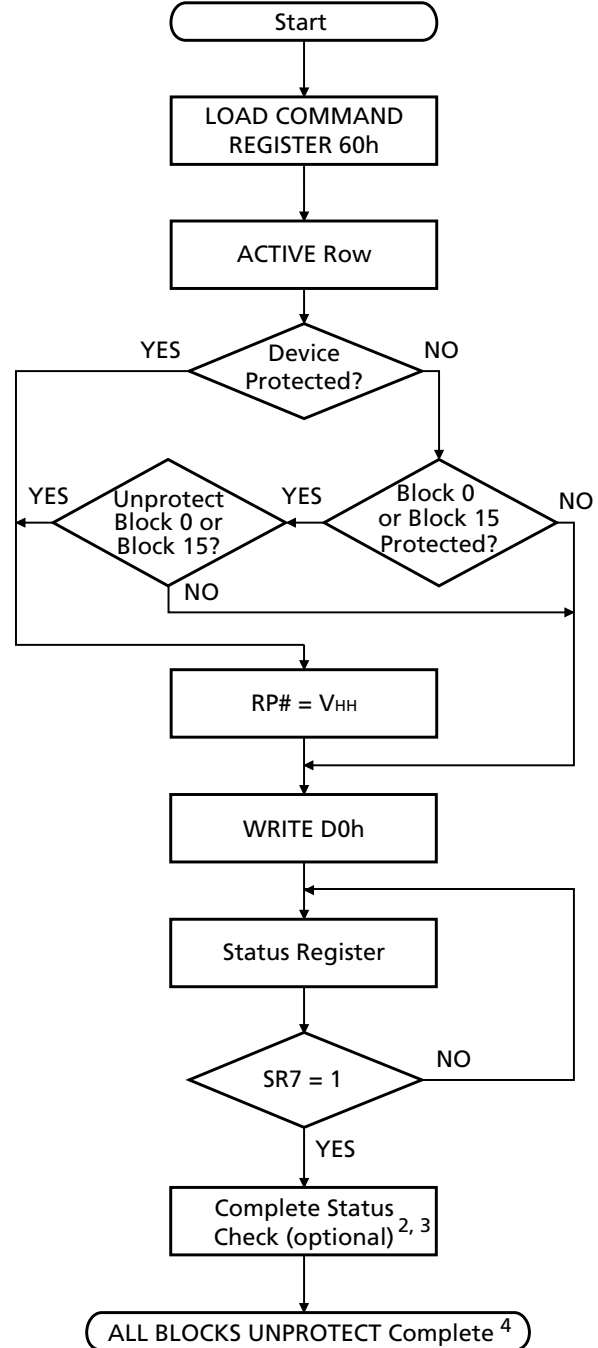 Start
LOAD COMMAND
REGISTER 60h
ACTIVE Row
YES
Device
Protected?
NO
YES
Unprotect
Block 0 or
Block 15?
YES
Block 0
or Block 15
Protected?
NO
NO
RP# = VHH
WRITE D0h
Status Register
SR7 = 1
NO
YES
Complete Status
Check (optional) 2, 3
ALL BLOCKS UNPROTECT Complete 4